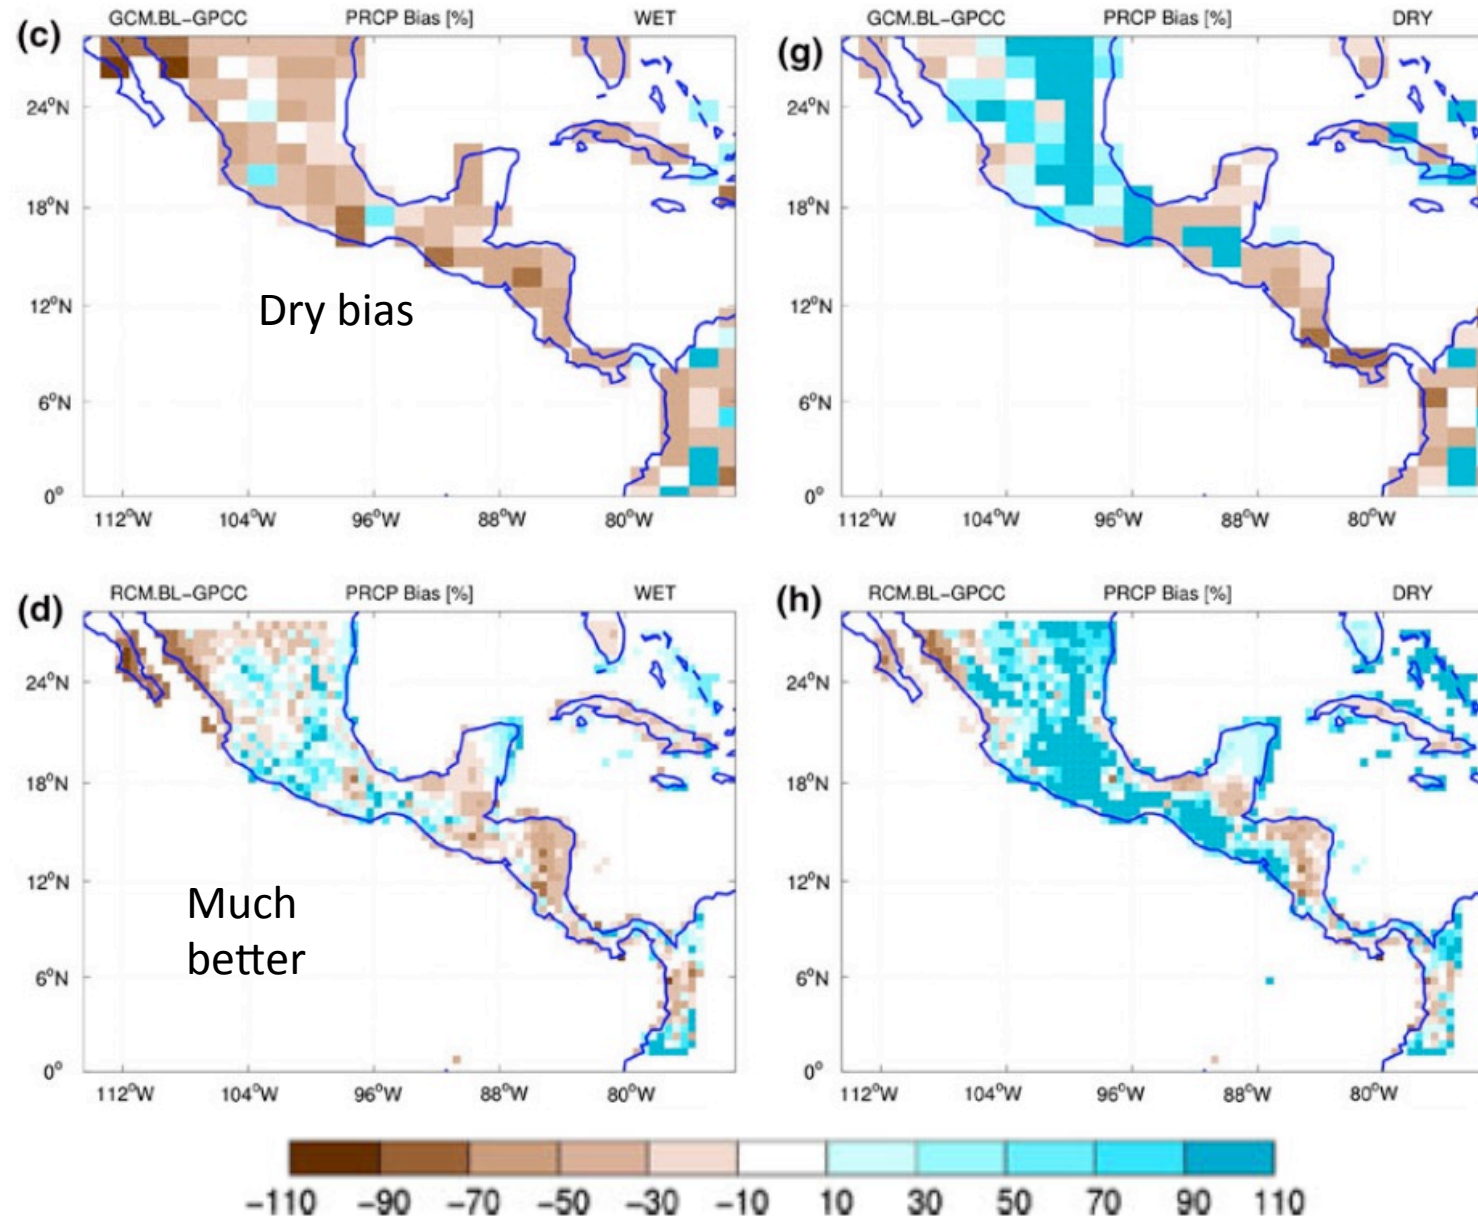 (c) GCM.BL-GPCC PRCP Bias [%] WET
24°N
18°N
12°N
6°N
0°
112°W 104°W 96°W 88°W 80°W
Dry bias
(g) GCM.BL-GPCC PRCP Bias [%] DRY
24°N
18°N
12°N
6°N
0°
112°W 104°W 96°W 88°W 80°W
(d) RCM.BL-GPCC PRCP Bias [%] WET
24°N
18°N
12°N
6°N
0°
112°W 104°W 96°W 88°W 80°W
Much
better
(h) RCM.BL-GPCC PRCP Bias [%] DRY
24°N
18°N
12°N
6°N
0°
112°W 104°W 96°W 88°W 80°W
−110 −90 −70 −50 −30 −10 10 30 50 70 90 110